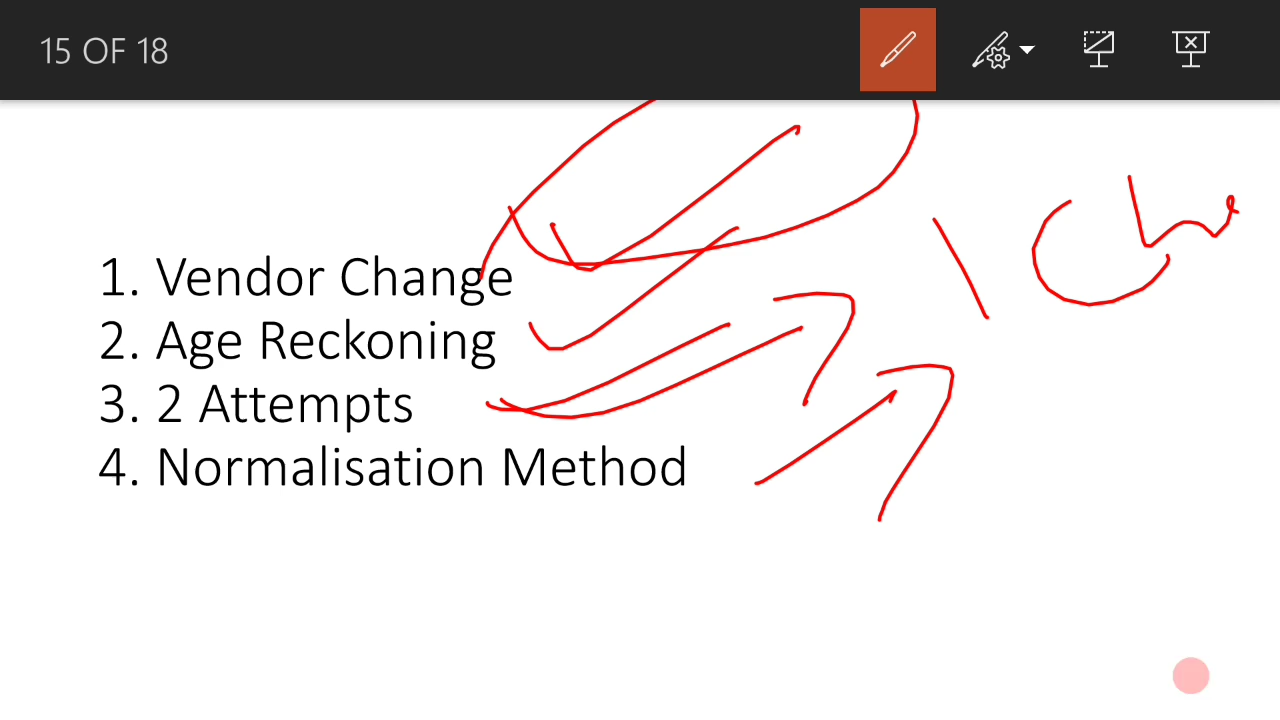 15 OF 18
1. Vendor Change
2. Age Reckoning
3. 2 Attempts
4. Normalisation Method